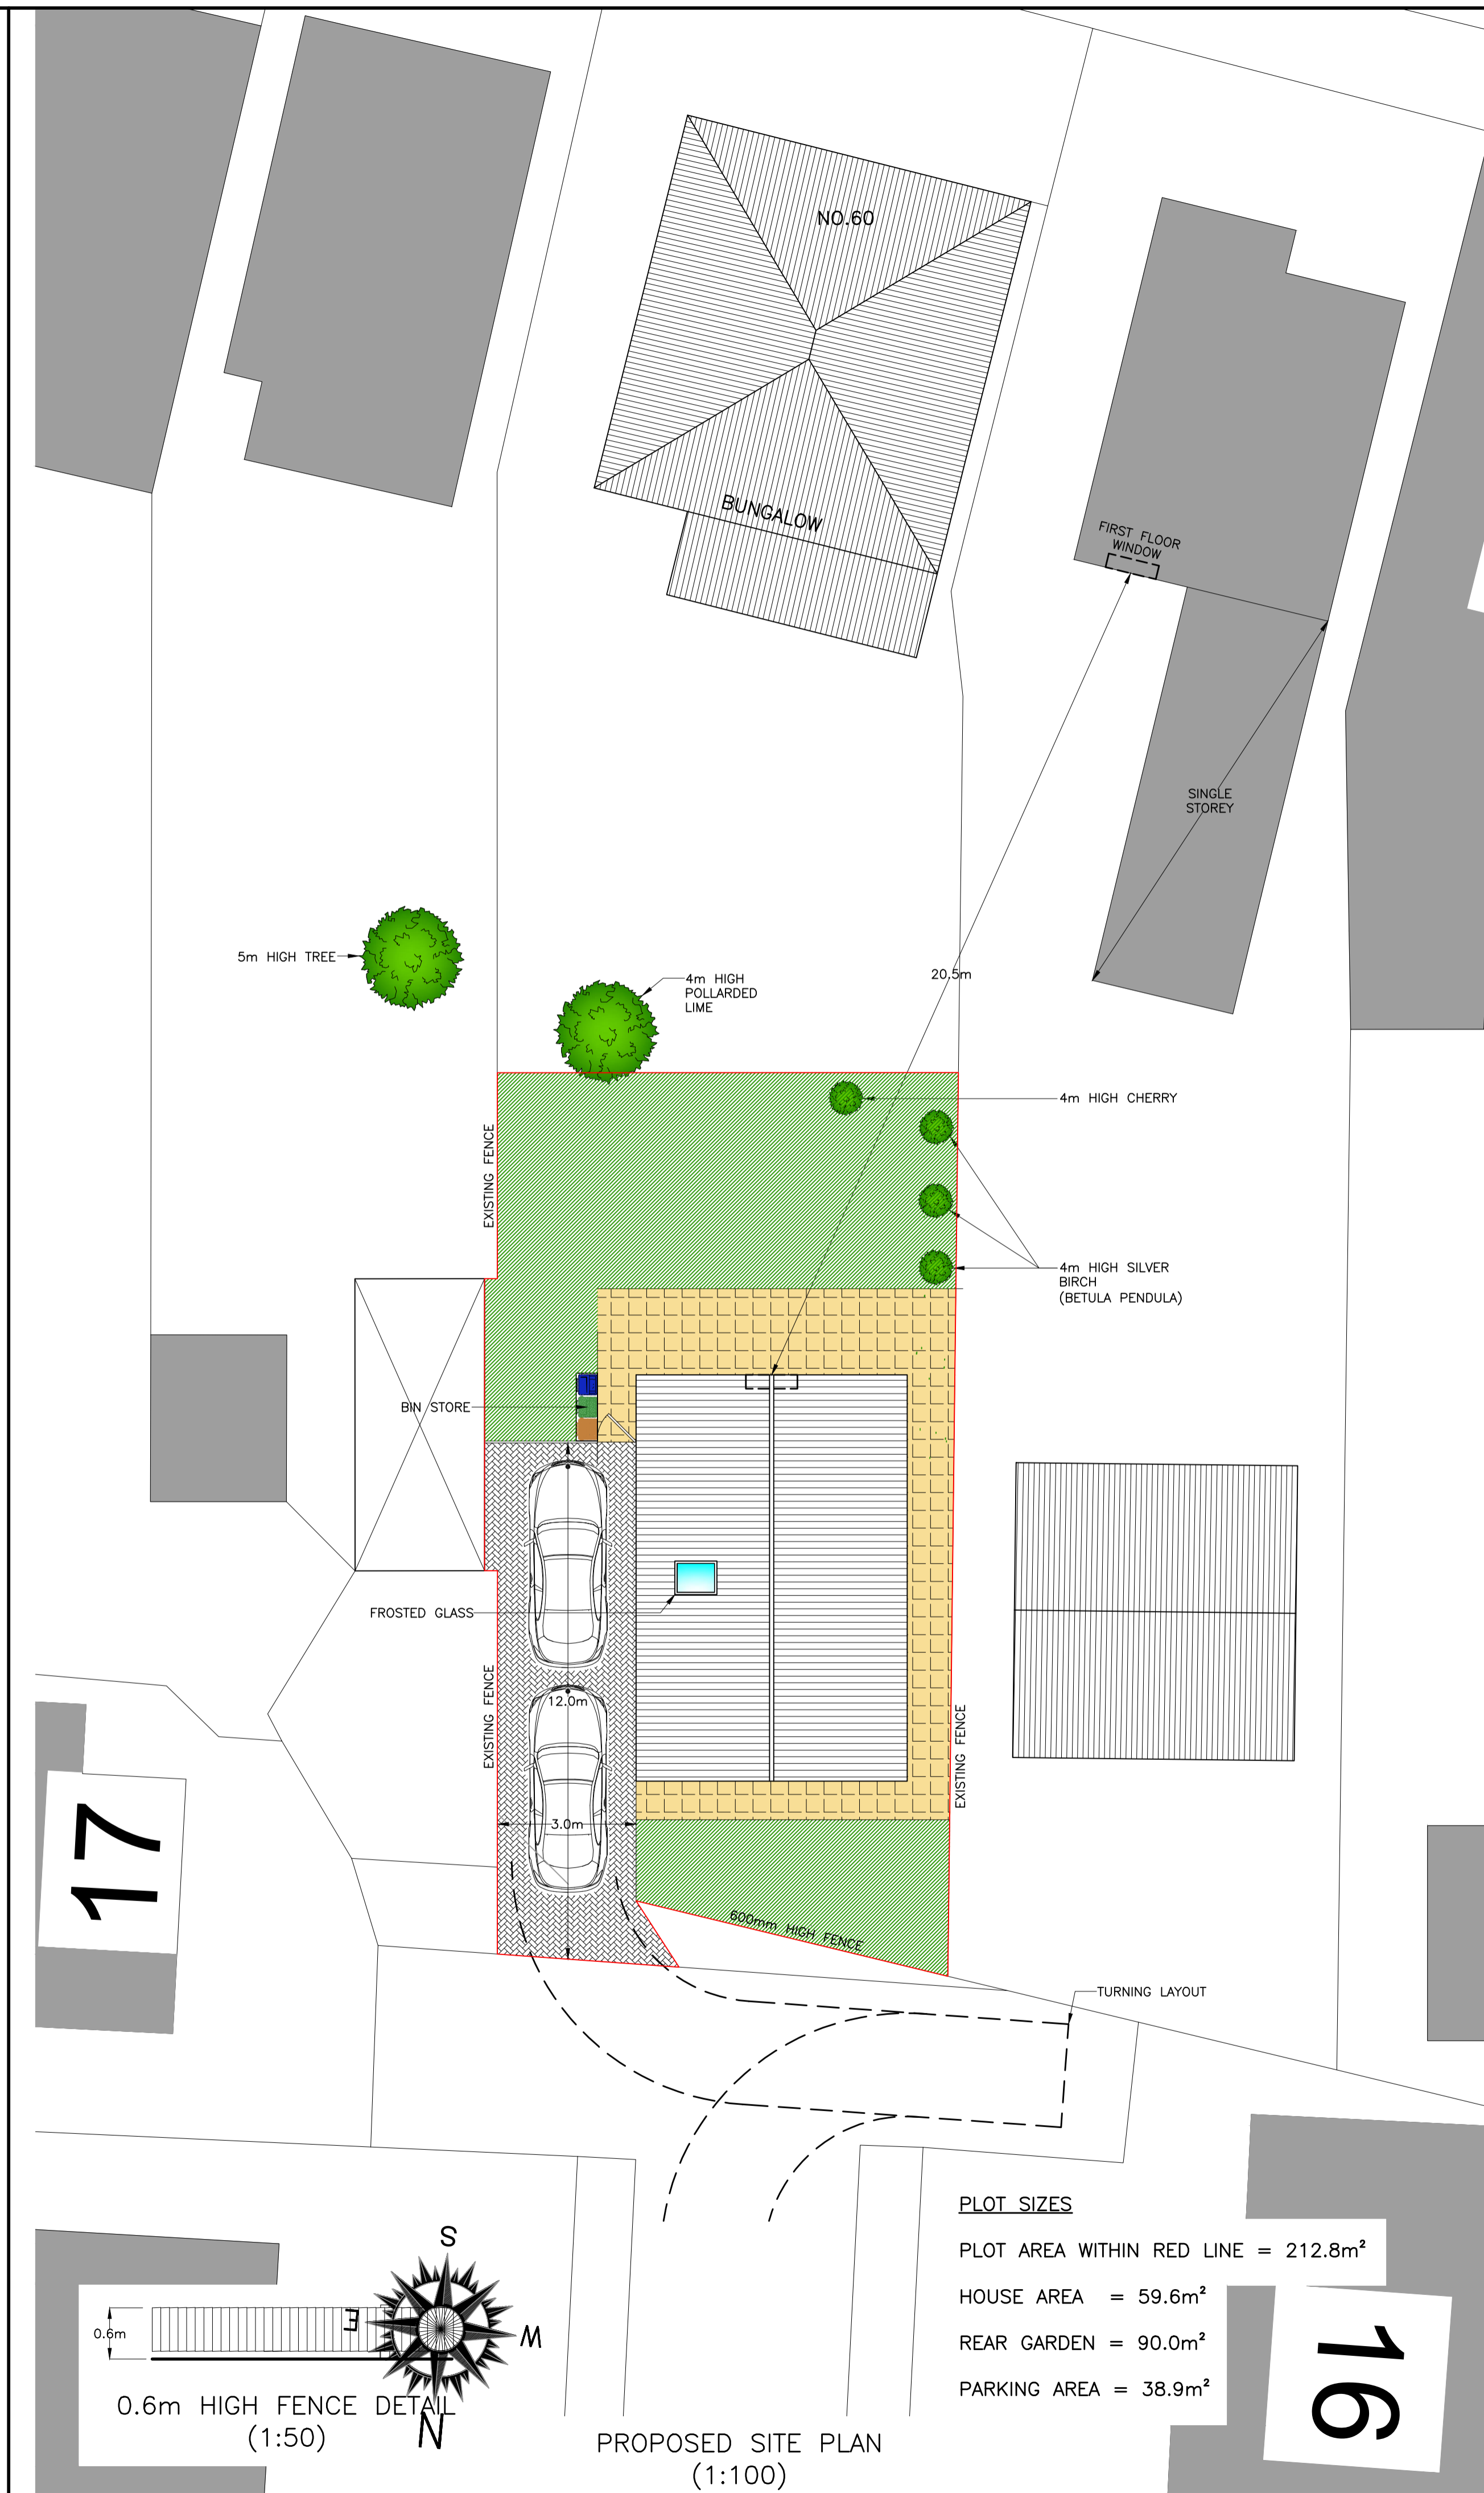 NO.60
BUNGALOW
FIRST FLOOR
WINDOW
SINGLE
STOREY
5m HIGH TREE
4m HIGH
POLLARDED
LIME
20.5m
4m HIGH CHERRY
EXISTING FENCE
4m HIGH SILVER
BIRCH
(BETULA PENDULA)
BIN STORE
FROSTED GLASS
EXISTING FENCE
12.0m
EXISTING FENCE
3.0m
17
600mm HIGH FENCE
TURNING LAYOUT
PLOT SIZES
PLOT AREA WITHIN RED LINE = 212.8m²
HOUSE AREA = 59.6m²
REAR GARDEN = 90.0m²
PARKING AREA = 38.9m²
S
E
W
N
0.6m
0.6m HIGH FENCE DETAIL
(1:50)
PROPOSED SITE PLAN
(1:100)
16